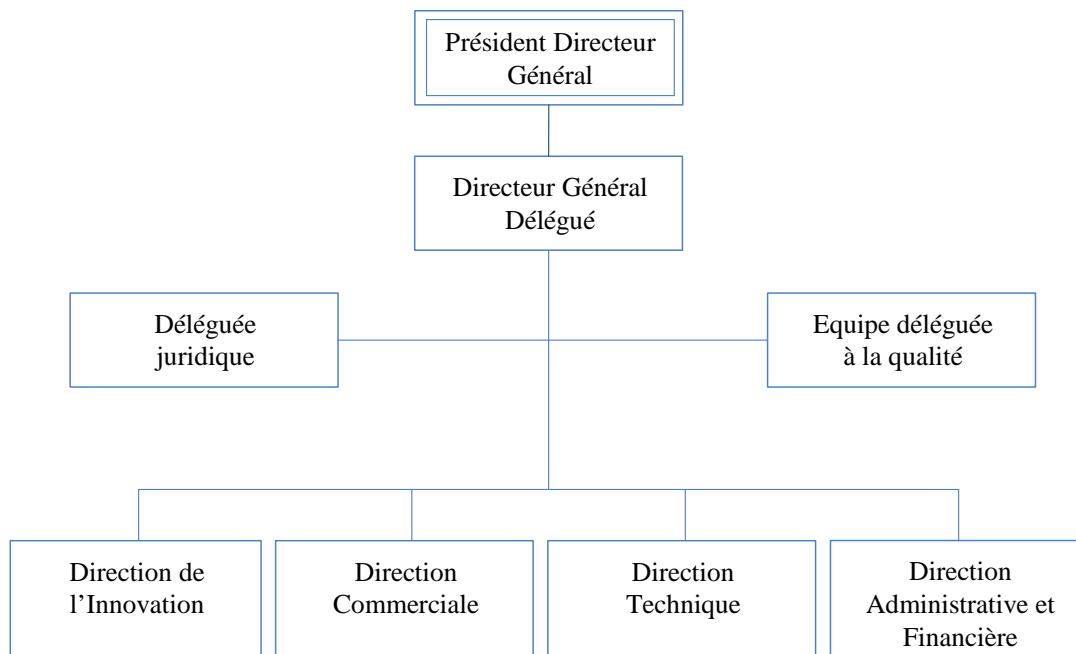 Président Directeur
Général
Directeur Général
Délégué
Déléguée
juridique
Equipe déléguée
à la qualité
Direction de
l’Innovation
Direction
Commerciale
Direction
Technique
Direction
Administrative et
Financière